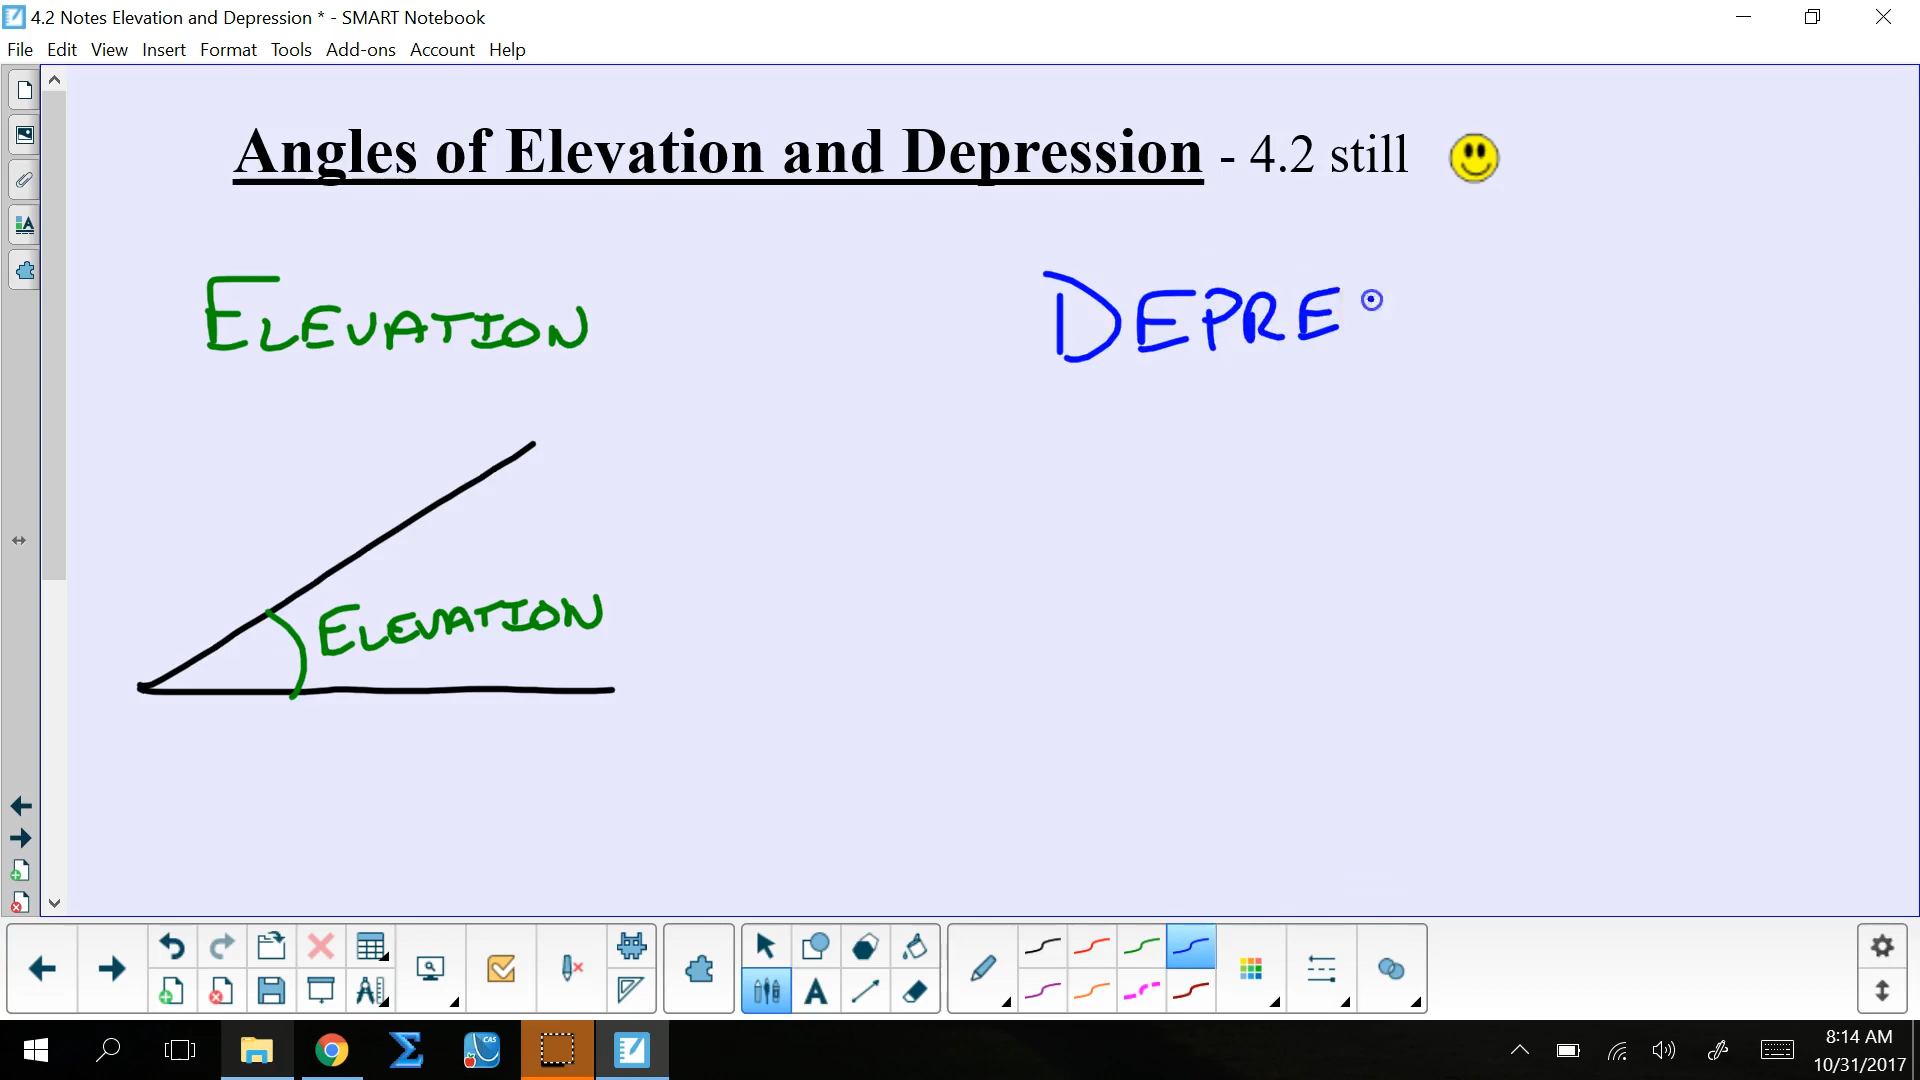 4.2 Notes Elevation and Depression * - SMART Notebook
File Edit View Insert Format Tools Add-ons Account Help
Angles of Elevation and Depression - 4.2 still
ELEVATION
DEPRE
ELEVATION
CAS
8:14 AM
10/31/2017